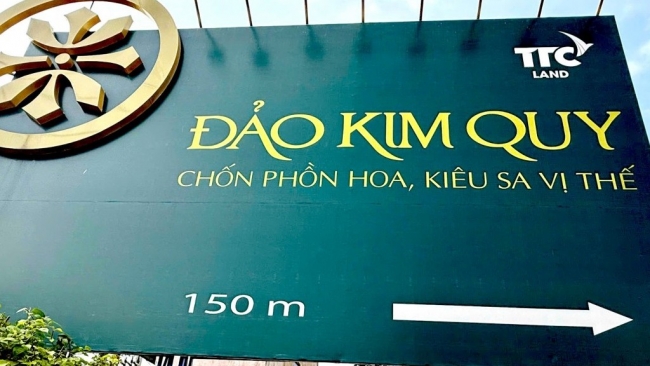 TTC
LAND
ĐẢO KIM QUY
CHỐN PHỒN HOA, KIÊU SA VỊ THẾ
150 m